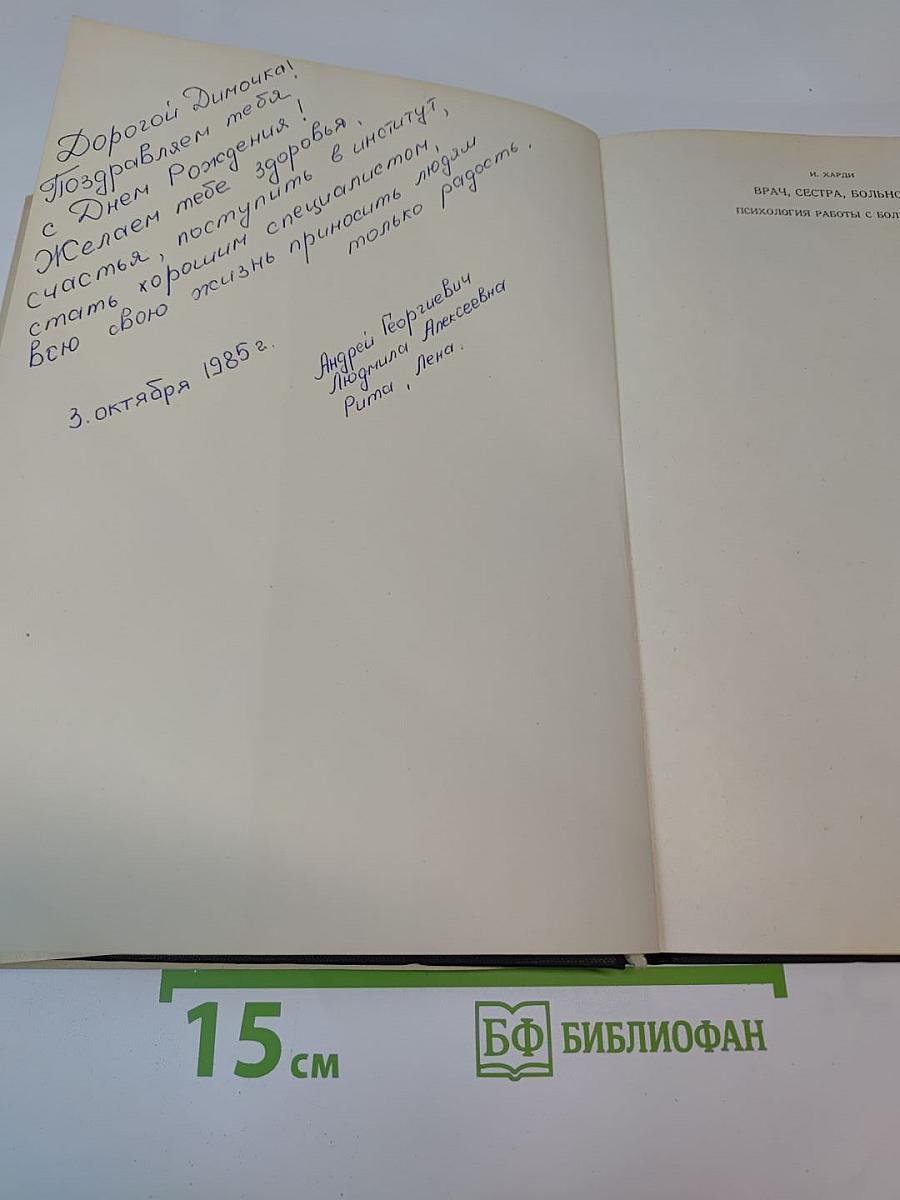 Дорогой Димочка!
Поздравляем тебя
с Днем Рождения!
Желаем тебе здоровья,
счастья, поступить в институт,
стать хорошим специалистом,
Всю свою жизнь приносить людям
только радость.
3. октября 1985 г.
Андрей Георгиевич
Людмила Алексеевна
Рита, Лена.
И. ХАРДИ
ВРАЧ, СЕСТРА, БОЛЬНО
ПСИХОЛОГИЯ РАБОТЫ С БОЛ
15 см
БФ БИБЛИОФАН